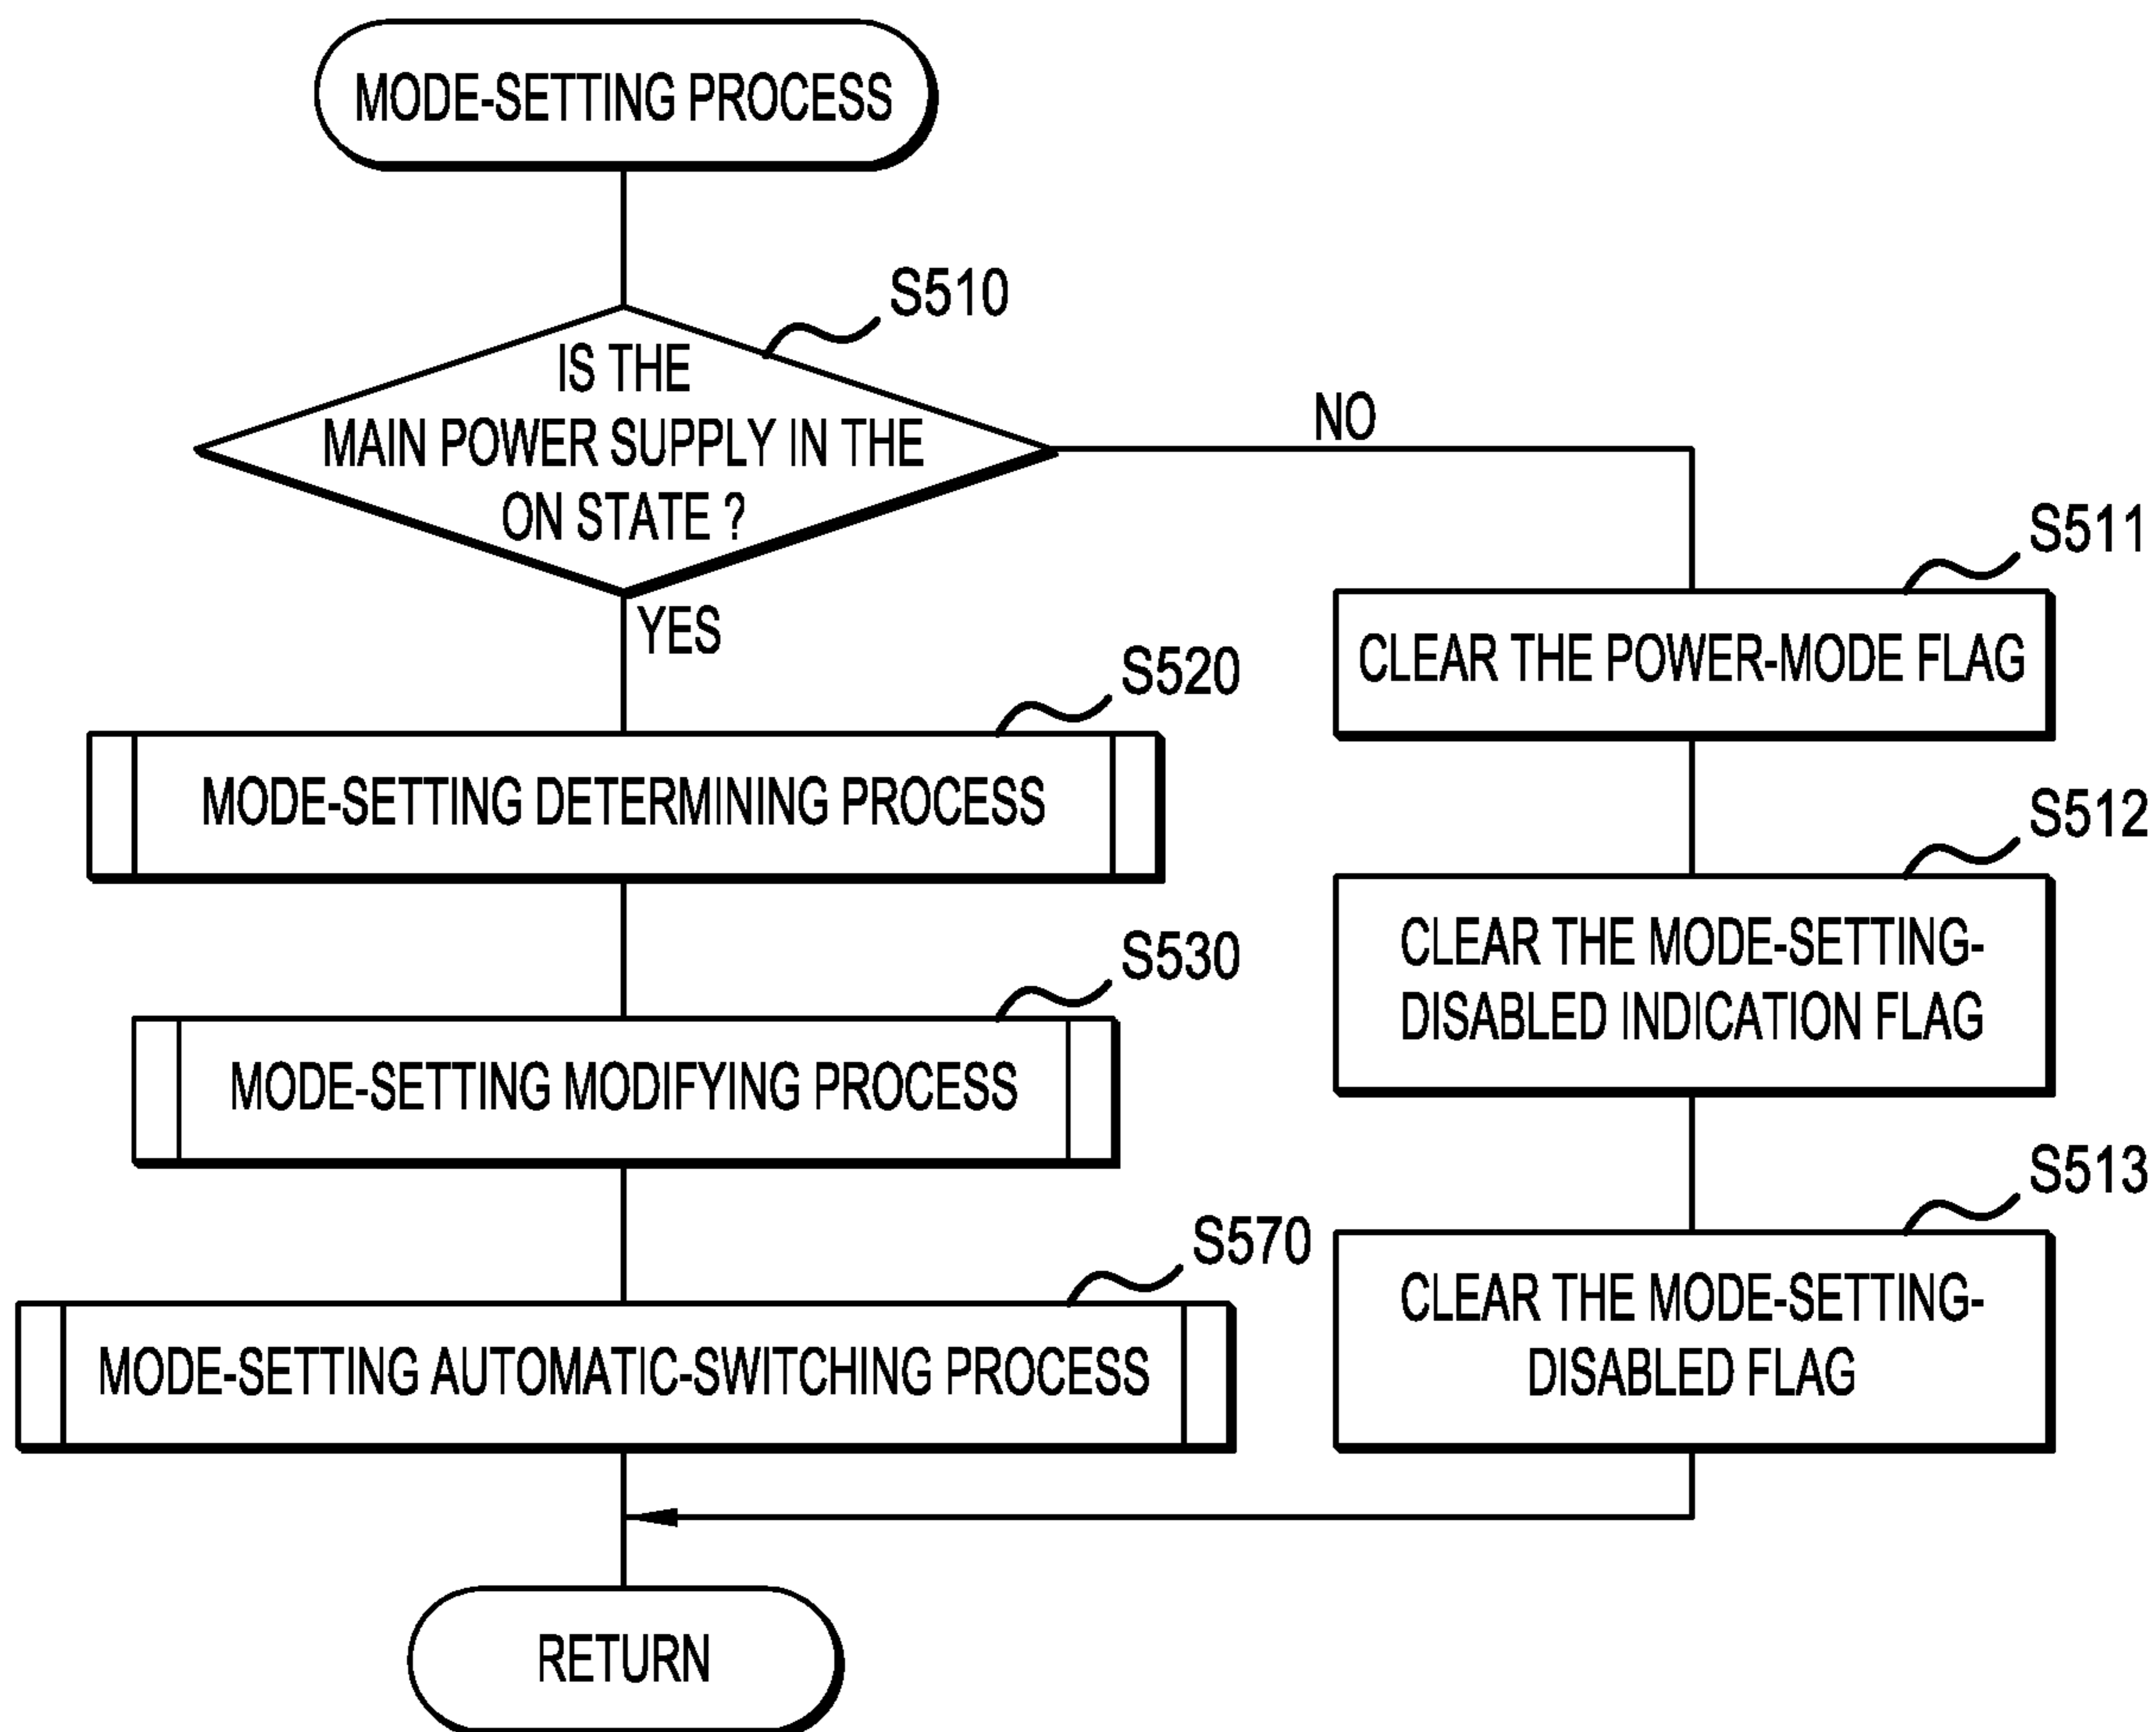 MODE-SETTING PROCESS
S510
IS THE
MAIN POWER SUPPLY IN THE
ON STATE ?
NO
YES
S511
CLEAR THE POWER-MODE FLAG
S520
MODE-SETTING DETERMINING PROCESS
S512
CLEAR THE MODE-SETTING-
DISABLED INDICATION FLAG
S530
MODE-SETTING MODIFYING PROCESS
S513
CLEAR THE MODE-SETTING-
DISABLED FLAG
S570
MODE-SETTING AUTOMATIC-SWITCHING PROCESS
RETURN